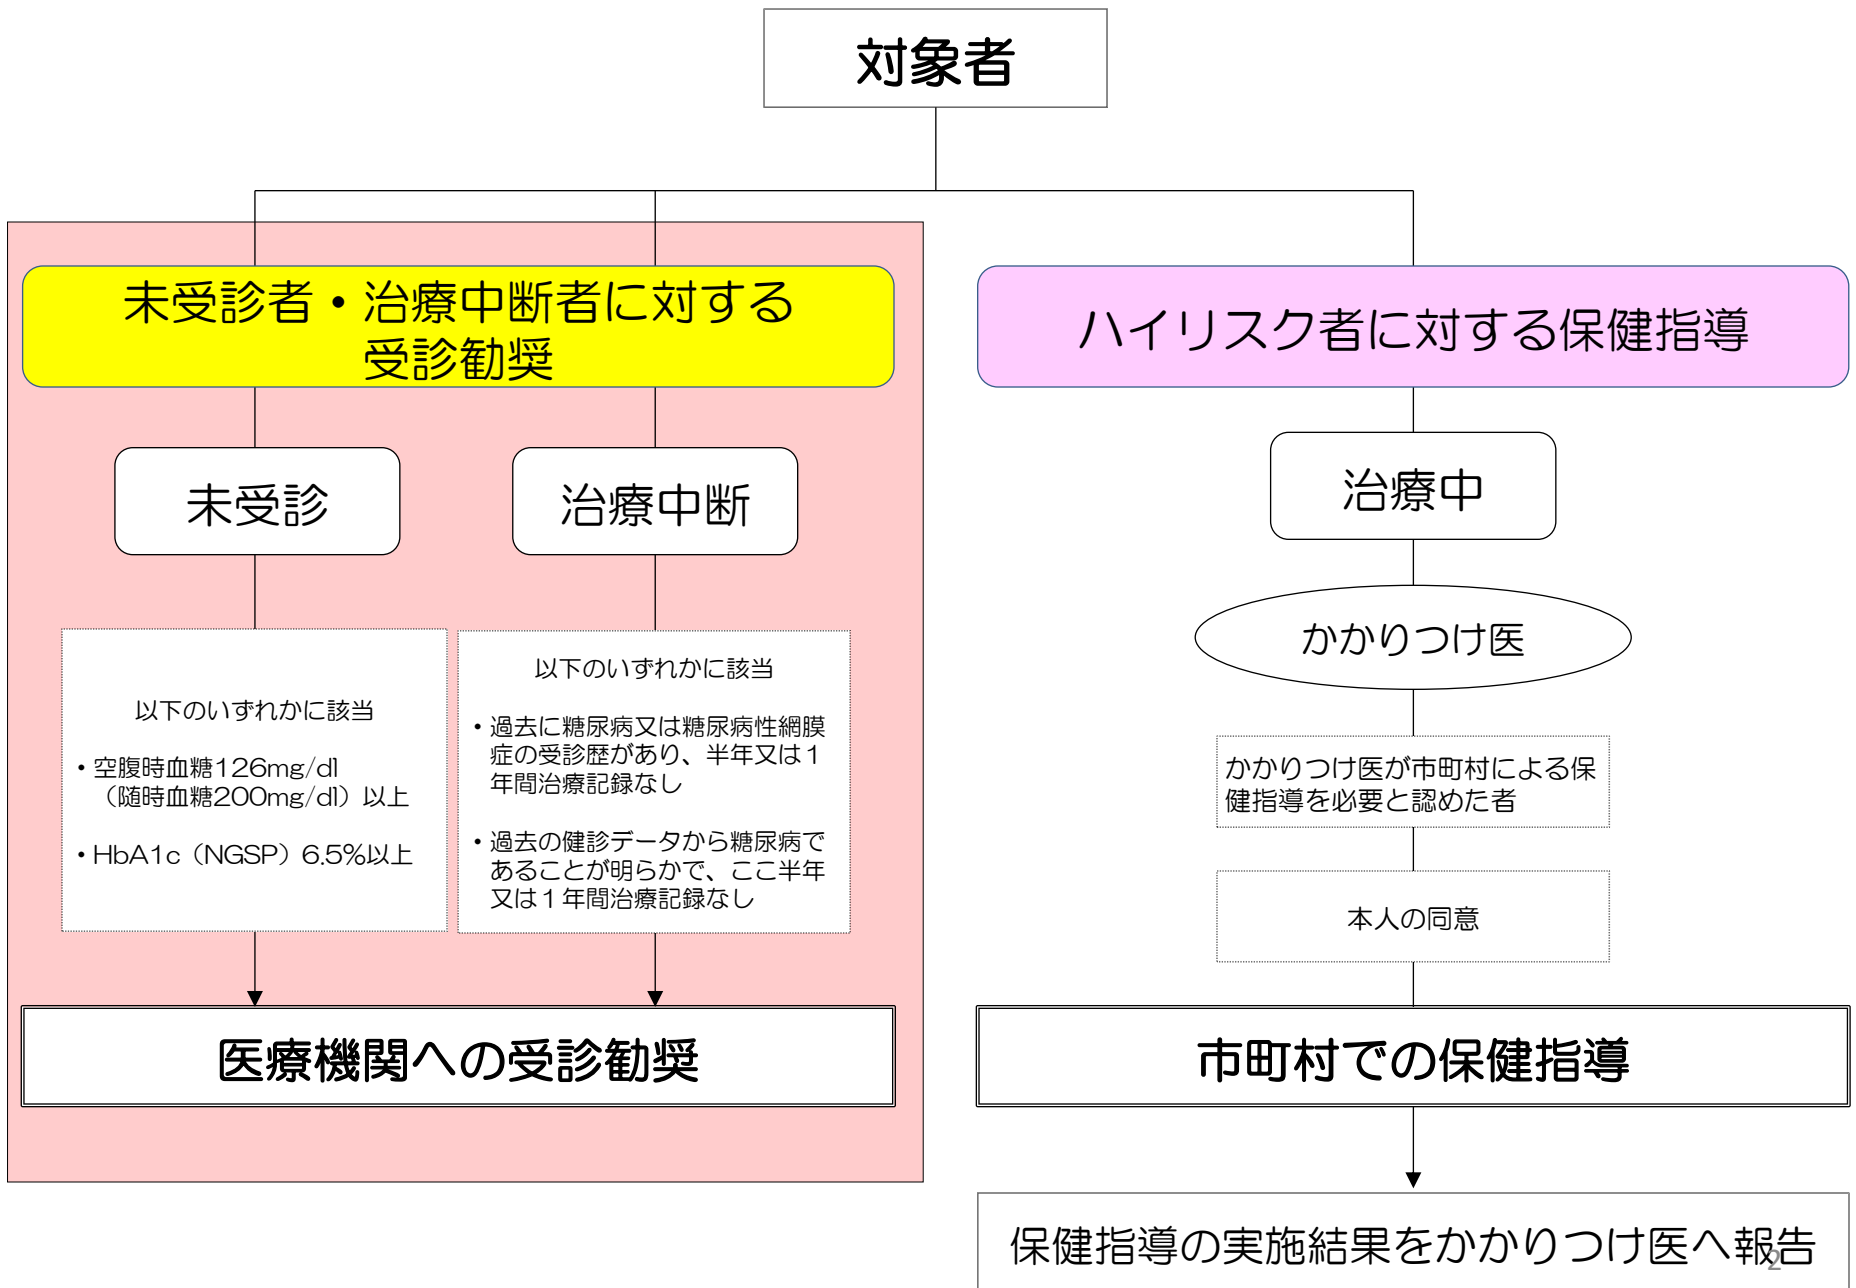 対象者
未受診者・治療中断者に対する
受診勧奨
ハイリスク者に対する保健指導
未受診
治療中断
治療中
かかりつけ医
以下のいずれかに該当
・空腹時血糖126mg/dl
（随時血糖200mg/dl）以上
・HbA1c（NGSP）6.5%以上
以下のいずれかに該当
・過去に糖尿病又は糖尿病性網膜
症の受診歴があり、半年又は１
年間治療記録なし
・過去の健診データから糖尿病で
あることが明らかで、ここ半年
又は１年間治療記録なし
かかりつけ医が市町村による保
健指導を必要と認めた者
本人の同意
医療機関への受診勧奨
市町村での保健指導
保健指導の実施結果をかかりつけ医へ報告
2